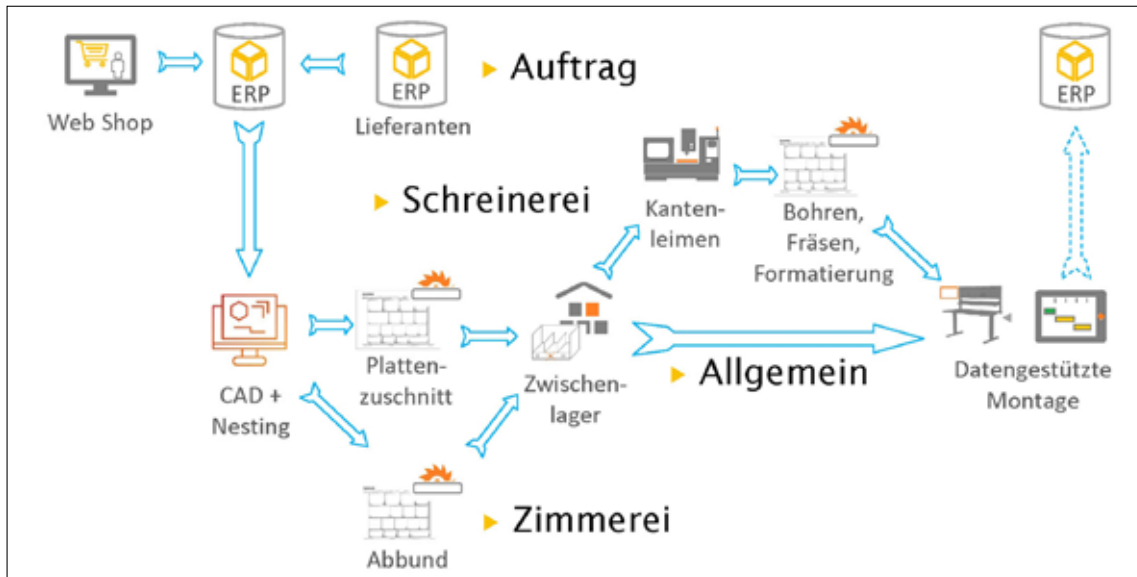 Web Shop
ERP
ERP
Lieferanten
Auftrag
ERP
Schreinerei
Kanten-
leimen
Bohren,
Fräsen,
Formatierung
CAD +
Nesting
Platten-
zuschnitt
Zwischen-
lager
Allgemein
Datengestützte
Montage
Abbund
Zimmerei